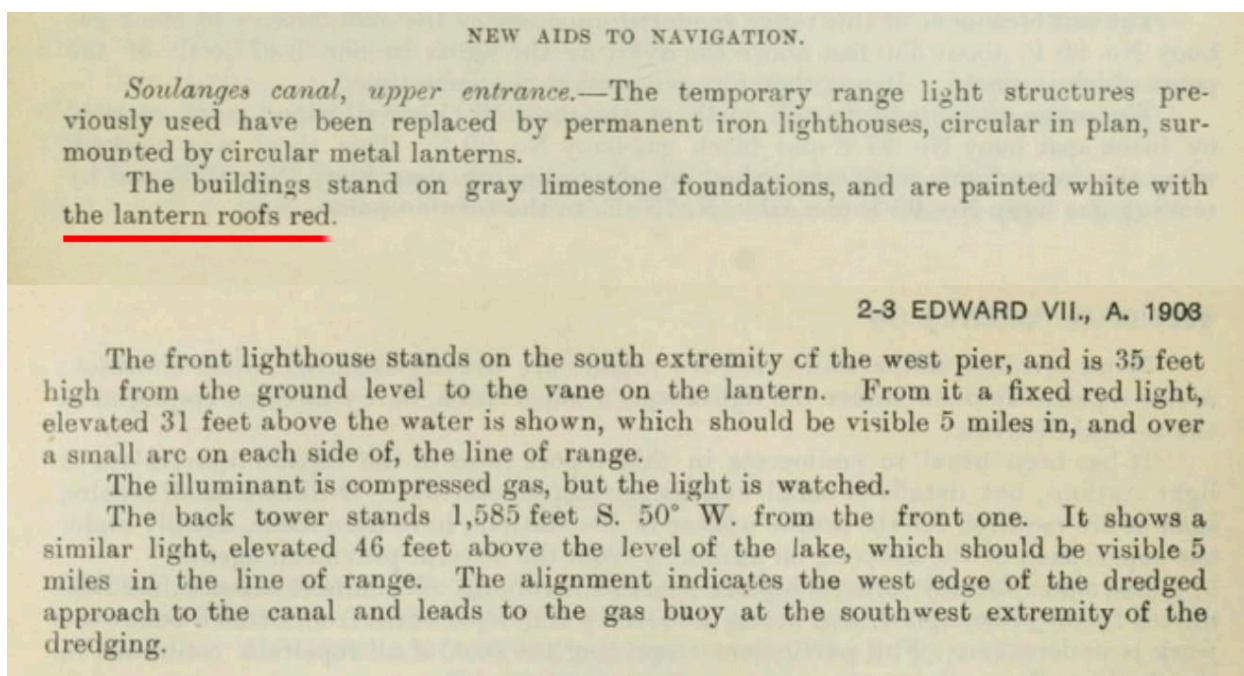 NEW AIDS TO NAVIGATION.
Soulanges canal, upper entrance.—The temporary range light structures pre-
viously used have been replaced by permanent iron lighthouses, circular in plan, sur-
mounted by circular metal lanterns.
The buildings stand on gray limestone foundations, and are painted white with
the lantern roofs red.
2-3 EDWARD VII., A. 1903
The front lighthouse stands on the south extremity of the west pier, and is 35 feet
high from the ground level to the vane on the lantern. From it a fixed red light,
elevated 31 feet above the water is shown, which should be visible 5 miles in, and over
a small arc on each side of, the line of range.
The illuminant is compressed gas, but the light is watched.
The back tower stands 1,585 feet S. 50° W. from the front one. It shows a
similar light, elevated 46 feet above the level of the lake, which should be visible 5
miles in the line of range. The alignment indicates the west edge of the dredged
approach to the canal and leads to the gas buoy at the southwest extremity of the
dredging.